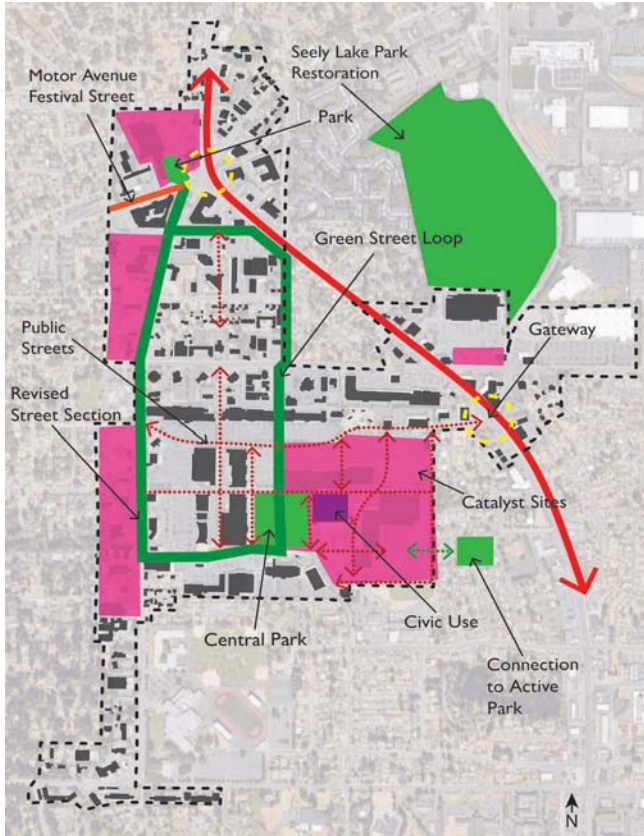 Seely Lake Park
Restoration
Motor Avenue
Festival Street
Park
Green Street Loop
Public
Streets
Gateway
Revised
Street Section
Catalyst Sites
Central Park
Civic Use
Connection
to Active
Park
N